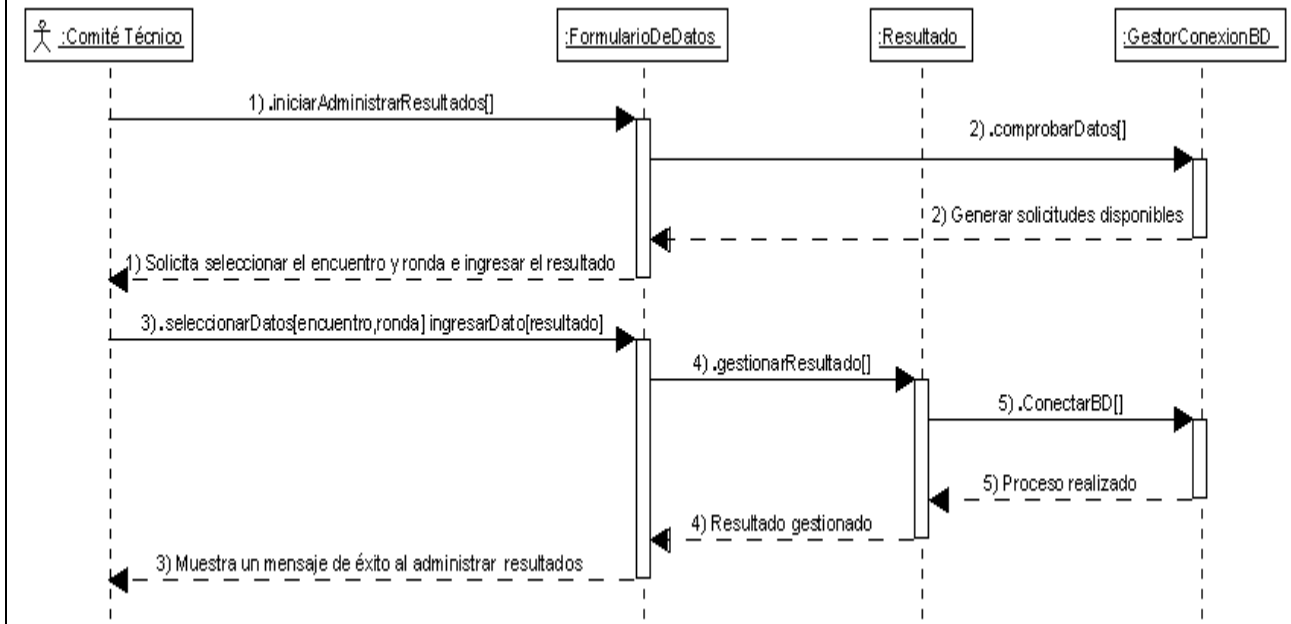 :Comité Técnico
:FormularioDeDatos
:Resultado
:GestorConexionBD
1) .iniciarAdministrarResultados[]
2) .comprobarDatos[]
2) Generar solicitudes disponibles
1) Solicita seleccionar el encuentro y ronda e ingresar el resultado
3).seleccionarDatos[encuentro,ronda] ingresarDato[resultado]
4) .gestionarResultado[]
5) .ConectarBD[]
5) Proceso realizado
4) Resultado gestionado
3) Muestra un mensaje de éxito al administrar resultados